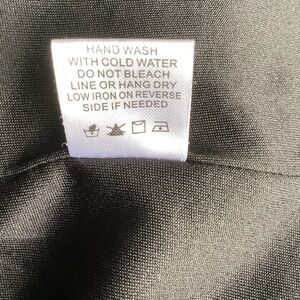 HAND WASH
WITH COLD WATER
DO NOT BLEACH
LINE OR HANG DRY
LOW IRON ON REVERSE
SIDE IF NEEDED